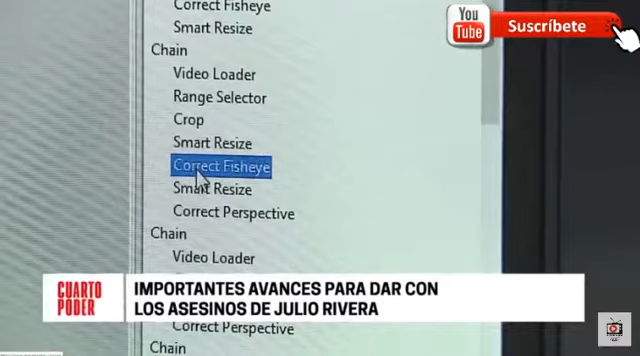 Correct Fisheye
Smart Resize
Chain
Video Loader
Range Selector
Crop
Smart Resize
Correct Fisheye
Smart Resize
Correct Perspective
Chain
Video Loader
Correct Perspective
Chain
You
Tube
Suscríbete
CUARTO
PODER
IMPORTANTES AVANCES PARA DAR CON
LOS ASESINOS DE JULIO RIVERA